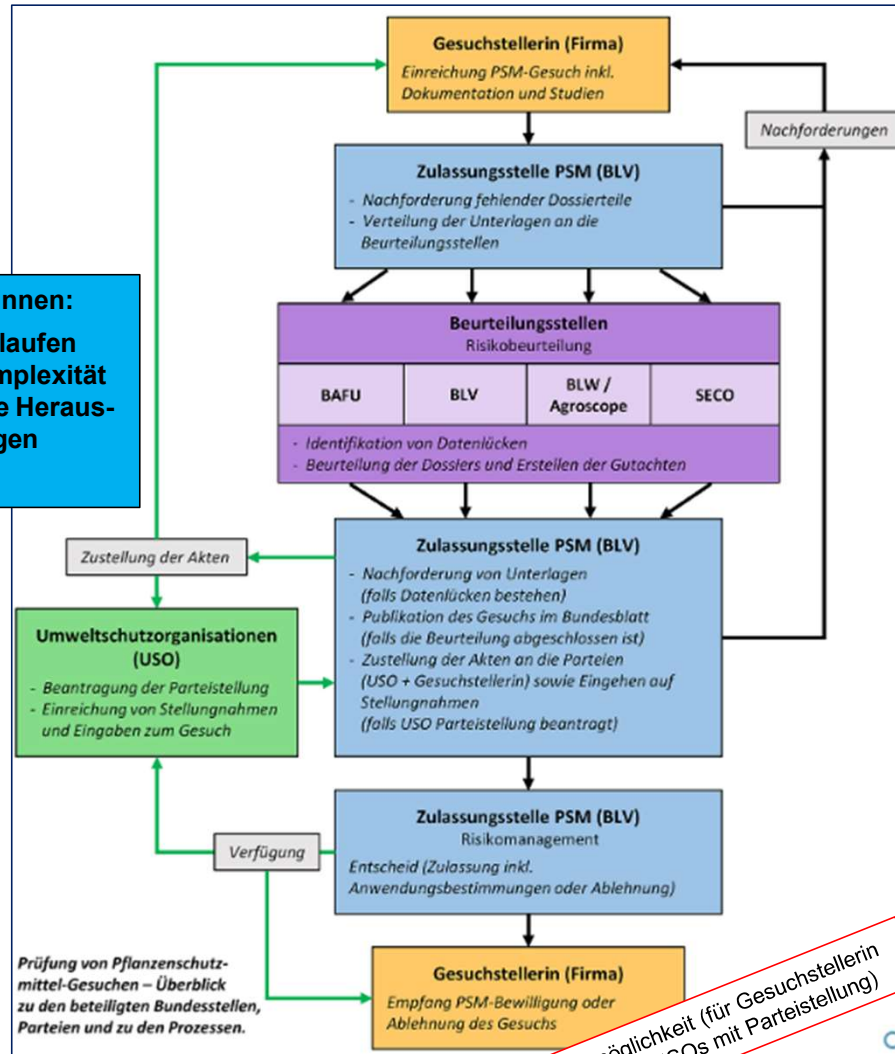 Gesuchstellerin (Firma)
Einreichung PSM-Gesuch inkl.
Dokumentation und Studien
Nachforderungen
Zulassungsstelle PSM (BLV)
- Nachforderung fehlender Dossierteile
- Verteilung der Unterlagen an die
Beurteilungsstellen
nnen:
laufen
mplexität
e Heraus-
gen
Beurteilungsstellen
Risikobeurteilung
BAFU
BLV
BLW /
Agroscope
SECO
- Identifikation von Datenlücken
- Beurteilung der Dossiers und Erstellen der Gutachten
Zustellung der Akten
Zulassungsstelle PSM (BLV)
- Nachforderung von Unterlagen
(falls Datenlücken bestehen)
- Publikation des Gesuchs im Bundesblatt
(falls die Beurteilung abgeschlossen ist)
- Zustellung der Akten an die Parteien
(USO + Gesuchstellerin) sowie Eingehen auf
Stellungnahmen
(falls USO Parteistellung beantragt)
Umweltschutzorganisationen
(USO)
- Beantragung der Parteistellung
- Einreichung von Stellungnahmen
und Eingaben zum Gesuch
Zulassungsstelle PSM (BLV)
Risikomanagement
Entscheid (Zulassung inkl.
Anwendungsbestimmungen oder Ablehnung)
Verfügung
Prüfung von Pflanzenschutz-
mittel-Gesuchen – Überblick
zu den beteiligten Bundesstellen,
Parteien und zu den Prozessen.
Gesuchstellerin (Firma)
Empfang PSM-Bewilligung oder
Ablehnung des Gesuchs
öglichkeit (für Gesuchstellerin
Os mit Parteistellung)